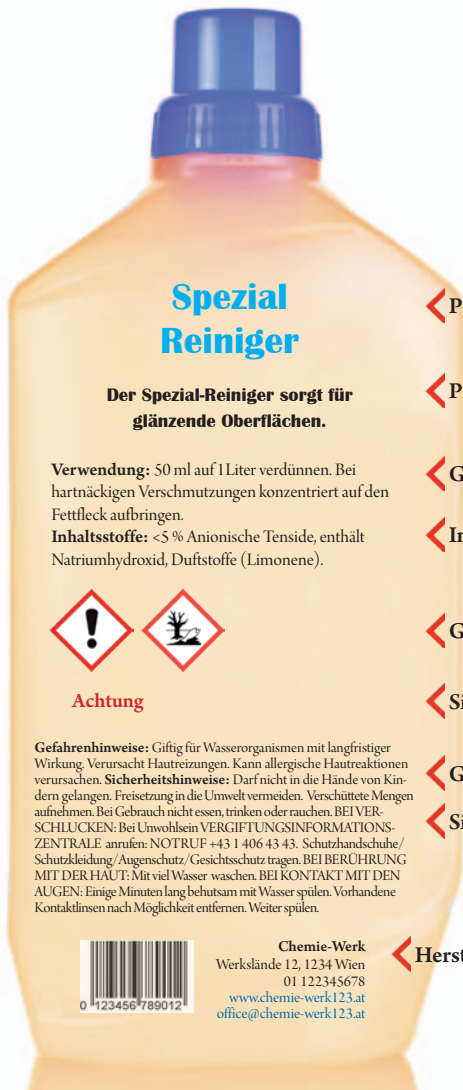 Spezial
Reiniger
Der Spezial-Reiniger sorgt für
glänzende Oberflächen.
Verwendung: 50 ml auf 1 Liter verdünnen. Bei
hartnäckigen Verschmutzungen konzentriert auf den
Fettfleck aufbringen.
Inhaltsstoffe: <5 % Anionische Tenside, enthält
Natriumhydroxid, Duftstoffe (Limonene).
Achtung
Gefahrenhinweise: Giftig für Wasserorganismen mit langfristiger
Wirkung. Verursacht Hautreizungen. Kann allergische Hautreaktionen
verursachen. Sicherheitshinweise: Darf nicht in die Hände von Kin-
dern gelangen. Freisetzung in die Umwelt vermeiden. Verschüttete Mengen
aufnehmen. Bei Gebrauch nicht essen, trinken oder rauchen. BEI VER-
SCHLUCKEN: Bei Unwohlsein VERGIFTUNGSINFORMATIONS-
ZENTRALE anrufen: NOTRUF +43 1 406 43 43. Schutzhandschuhe/
Schutzkleidung/Augenschutz/Gesichtsschutz tragen. BEI BERÜHRUNG
MIT DER HAUT: Mit viel Wasser waschen. BEI KONTAKT MIT DEN
AUGEN: Einige Minuten lang behutsam mit Wasser spülen. Vorhandene
Kontaktlinsen nach Möglichkeit entfernen. Weiter spülen.
0 123456 789012
Chemie-Werk
Werkslände 12, 1234 Wien
01 122345678
www.chemie-werk123.at
office@chemie-werk123.at